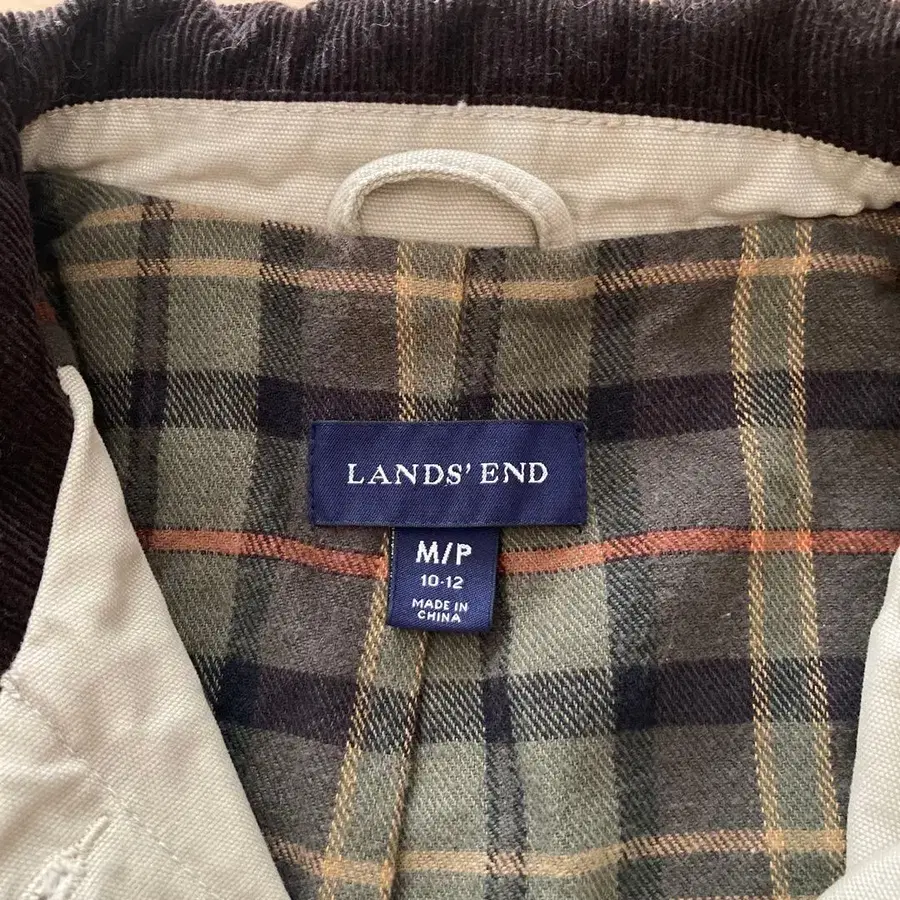 LANDS' END
M/P
10-12
MADE IN
CHINA